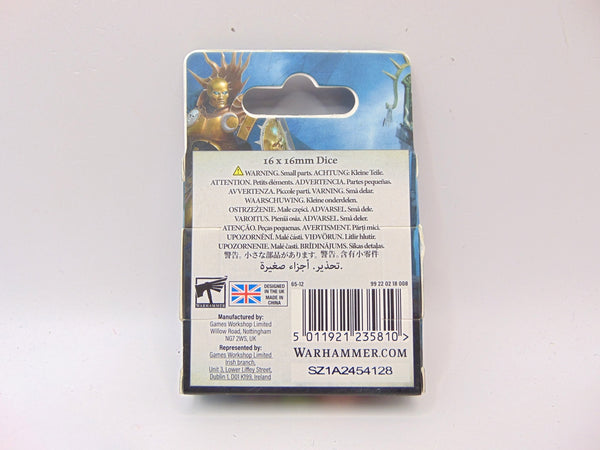 16 x 16mm Dice
WARNING. Small parts. ACHTUNG: Kleine Teile.
ATTENTION. Petits éléments. ADVERTENCIA. Partes pequeñas.
AVVERTENZA. Piccole parti. VARNING. Små delar.
WAARSCHUWING. Kleine onderdelen.
OSTRZEŻENIE. Małe części. ADVARSEL. Små dele.
VAROITUS. Pieniä osia. ADVARSEL. Små deler.
ATENÇÃO. Peças pequenas. AVERTISMENT. Părți mici.
UPOZORNĚNÍ. Malé části. VIÐVÖRUN. Litlir hlutir.
UPOZORNENIE. Malé časti. BRĪDINĀJUMS. Sīkas detaļas.
警告。小さな部品があります。警告。含有小零件
تحذير. أجزاء صغيرة.
WARHAMMER
DESIGNED IN THE UK
MADE IN CHINA
65-12
99 22 02 18 008
5 011921 235810 >
Manufactured by:
Games Workshop Limited
Willow Road, Nottingham
NG7 2WS, UK
Represented by:
Games Workshop Limited
Irish branch,
Unit 3, Lower Liffey Street,
Dublin 1, D01 K199, Ireland
WARHAMMER.COM
SZ1A2454128